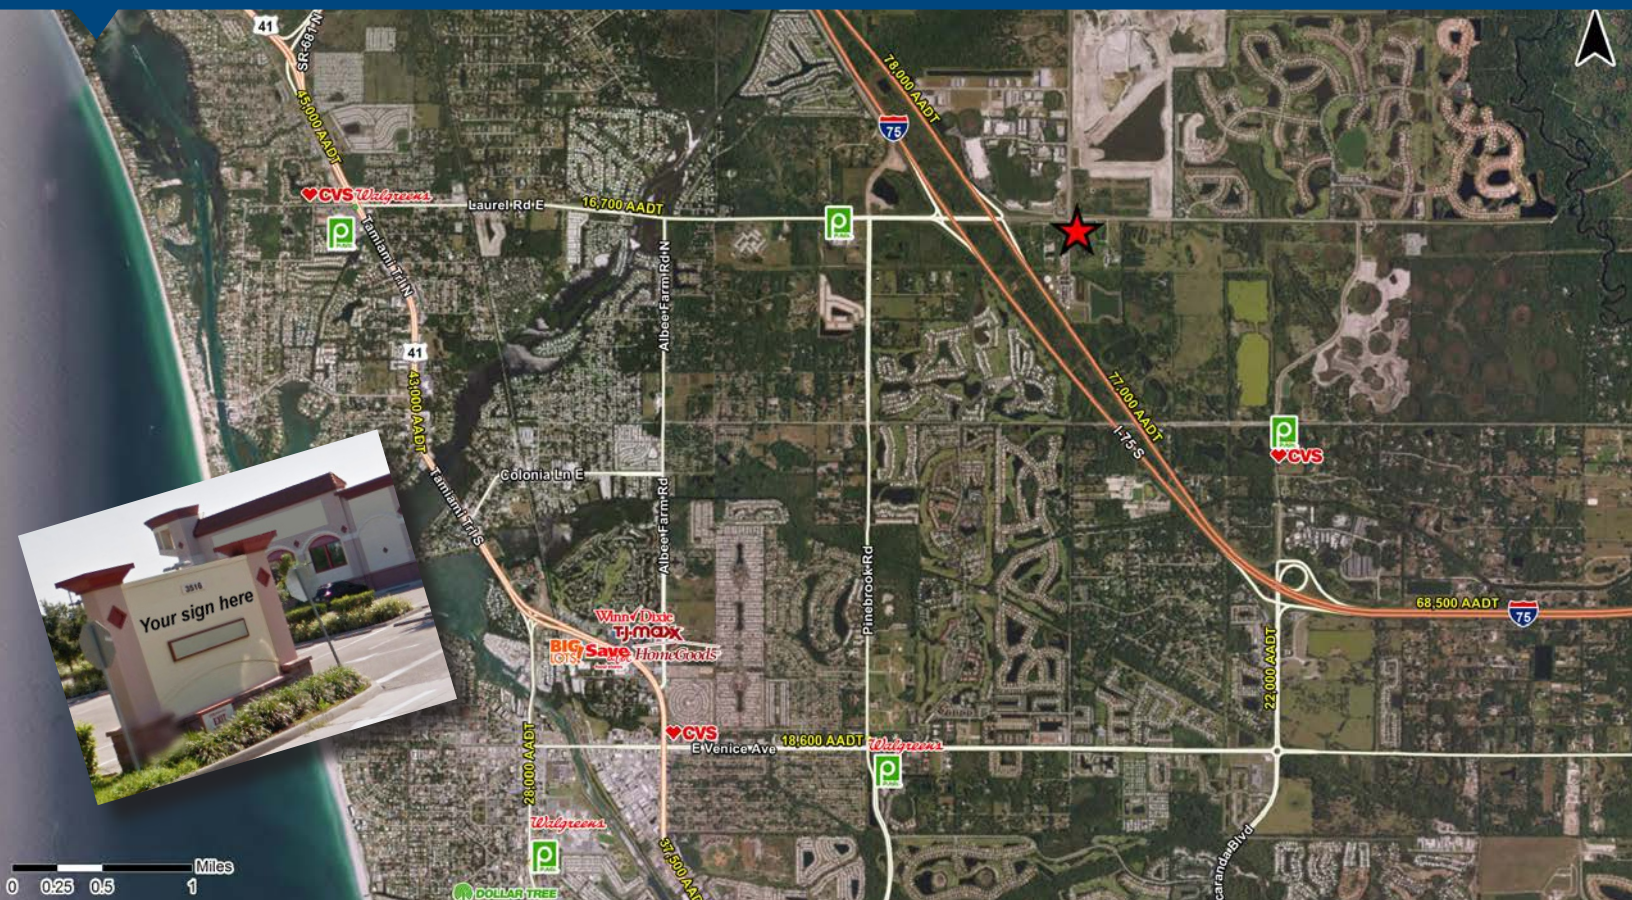 41
SR-681 N
45,000 AADT
78,000 AADT
75
CVS Walgreens
Laurel Rd E
16,700 AADT
Tamiami Trl N
Albee Farm Rd N
41
43,000 AADT
77,000 AADT
I-75 S
CVS
Colonia Ln E
Tamiami Trl S
Albee Farm Rd
Pinebrook Rd
3516
Your sign here
EXIT
68,500 AADT
75
Winn Dixie
T.J.maxx
BIG LOTS!
Save
HomeGoods
22,000 AADT
CVS
E Venice Ave
18,600 AADT
Walgreens
28,000 AADT
Walgreens
37,500 AAD
caranda Blvd
DOLLAR TREE
Miles
0 0.25 0.5 1